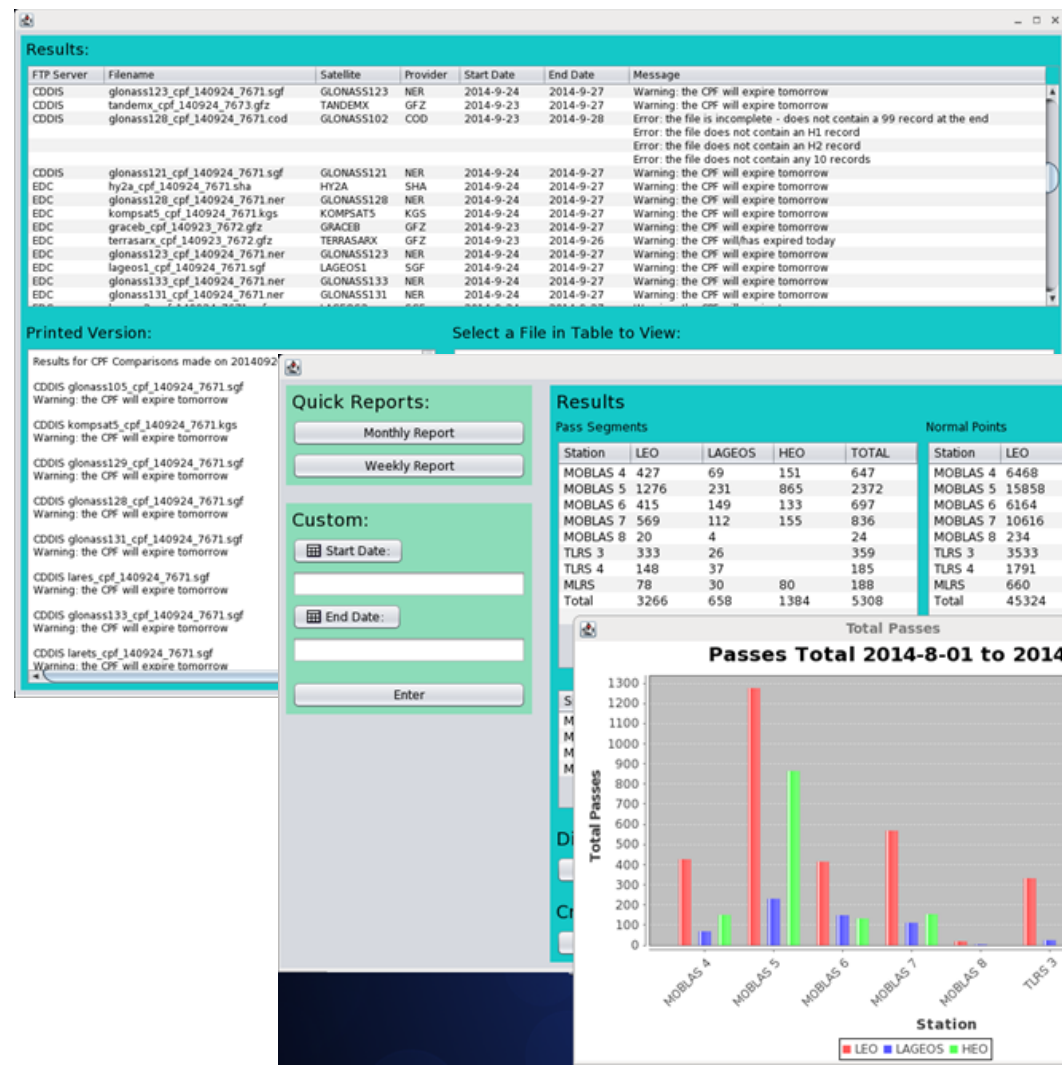 Results:
FTP Server Filename Satellite Provider Start Date End Date Message
CDDIS glonass123_cpf_140924_7671.sgf GLONASS123 NER 2014-9-24 2014-9-27 Warning: the CPF will expire tomorrow
CDDIS tandemx_cpf_140924_7673.gfz TANDEMX GFZ 2014-9-23 2014-9-27 Warning: the CPF will expire tomorrow
CDDIS glonass128_cpf_140924_7671.cod GLONASS102 COD 2014-9-23 2014-9-28 Error: the file is incomplete - does not contain a 99 record at the end
Error: the file does not contain an H1 record
Error: the file does not contain an H2 record
Error: the file does not contain any 10 records
CDDIS glonass121_cpf_140924_7671.sgf GLONASS121 NER 2014-9-24 2014-9-27 Warning: the CPF will expire tomorrow
EDC hy2a_cpf_140924_7671.sha HY2A SHA 2014-9-24 2014-9-27 Warning: the CPF will expire tomorrow
EDC glonass128_cpf_140924_7671.ner GLONASS128 NER 2014-9-24 2014-9-27 Warning: the CPF will expire tomorrow
EDC kompsat5_cpf_140924_7671.kgs KOMPSAT5 KGS 2014-9-24 2014-9-27 Warning: the CPF will expire tomorrow
EDC graceb_cpf_140923_7672.gfz GRACEB GFZ 2014-9-23 2014-9-27 Warning: the CPF will expire tomorrow
EDC terrasarx_cpf_140923_7672.gfz TERRASARX GFZ 2014-9-23 2014-9-26 Warning: the CPF will/has expired today
EDC glonass123_cpf_140924_7671.ner GLONASS123 NER 2014-9-24 2014-9-27 Warning: the CPF will expire tomorrow
EDC lageos1_cpf_140924_7671.sgf LAGEOS1 SGF 2014-9-24 2014-9-27 Warning: the CPF will expire tomorrow
EDC glonass133_cpf_140924_7671.ner GLONASS133 NER 2014-9-24 2014-9-27 Warning: the CPF will expire tomorrow
EDC glonass131_cpf_140924_7671.ner GLONASS131 NER 2014-9-24 2014-9-27 Warning: the CPF will expire tomorrow
Printed Version:
Select a File in Table to View:
Results for CPF Comparisons made on 2014092
CDDIS glonass105_cpf_140924_7671.sgf
Warning: the CPF will expire tomorrow
CDDIS kompsat5_cpf_140924_7671.kgs
Warning: the CPF will expire tomorrow
CDDIS glonass129_cpf_140924_7671.sgf
Warning: the CPF will expire tomorrow
CDDIS glonass128_cpf_140924_7671.sgf
Warning: the CPF will expire tomorrow
CDDIS glonass131_cpf_140924_7671.sgf
Warning: the CPF will expire tomorrow
CDDIS lares_cpf_140924_7671.sgf
Warning: the CPF will expire tomorrow
CDDIS glonass133_cpf_140924_7671.sgf
Warning: the CPF will expire tomorrow
CDDIS larets_cpf_140924_7671.sgf
Warning: the CPF will expire tomorrow
Quick Reports:
Monthly Report
Weekly Report
Custom:
Start Date:
End Date:
Enter
Results
Pass Segments
Normal Points
Station LEO LAGEOS HEO TOTAL Station LEO
MOBLAS 4 427 69 151 647 MOBLAS 4 6468
MOBLAS 5 1276 231 865 2372 MOBLAS 5 15858
MOBLAS 6 415 149 133 697 MOBLAS 6 6164
MOBLAS 7 569 112 155 836 MOBLAS 7 10616
MOBLAS 8 20 4 24 MOBLAS 8 234
TLRS 3 333 26 359 TLRS 3 3533
TLRS 4 148 37 185 TLRS 4 1791
MLRS 78 30 80 188 MLRS 660
Total 3266 658 1384 5308 Total 45324
S
M
M
M
M
Di
Cr
Total Passes
Passes Total 2014-8-01 to 2014
Total Passes
1300
1200
1100
1000
900
800
700
600
500
400
300
200
100
0
MOBLAS 4
MOBLAS 5
MOBLAS 6
MOBLAS 7
MOBLAS 8
TLRS 3
Station
LEO LAGEOS HEO